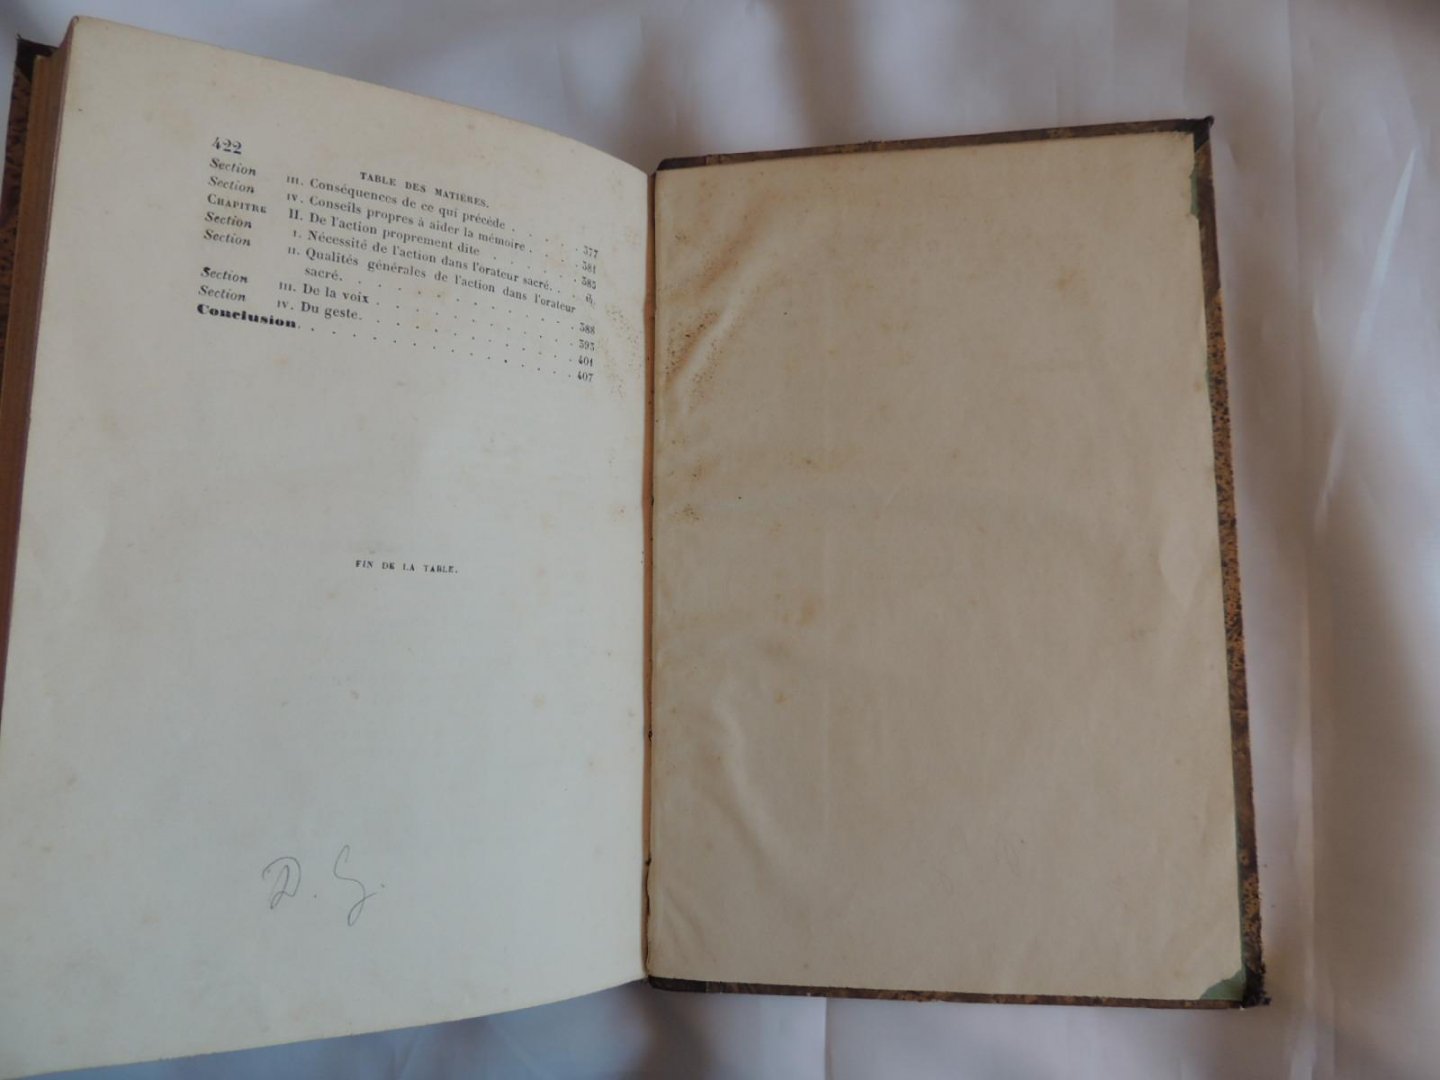 422
TABLE DES MATIÈRES.
Section III. Conséquences de ce qui précède . . . . . 377
Section IV. Conseils propres à aider la mémoire . . . . 381
CHAPITRE II. De l'action proprement dite . . . . . . 385
Section I. Nécessité de l'action dans l'orateur sacré. . . ib.
Section II. Qualités générales de l'action dans l'orateur
sacré. . . . . . . . . . . . . 388
Section III. De la voix . . . . . . . . . . . 395
Section IV. Du geste. . . . . . . . . . . . 401
Conclusion. . . . . . . . . . . . . . . 407
FIN DE LA TABLE.
D. G.